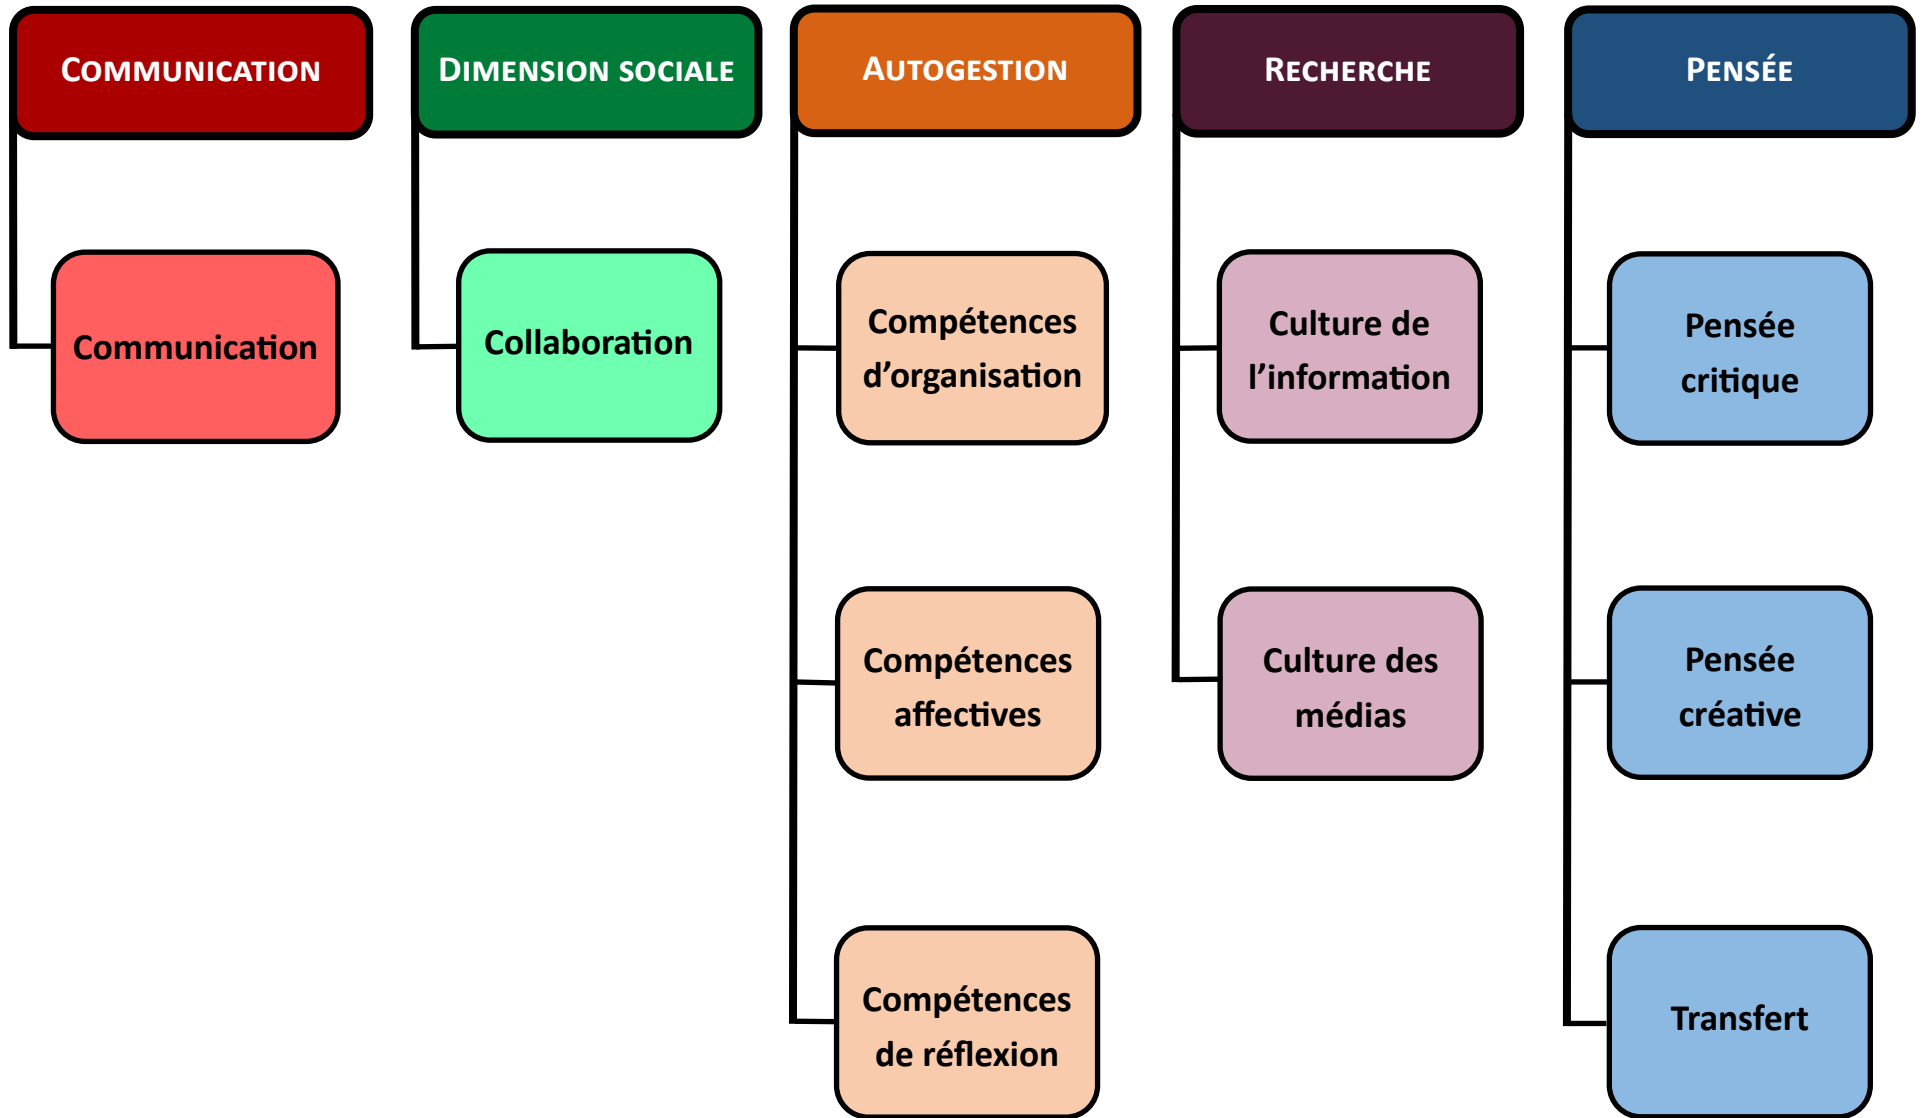 COMMUNICATION
DIMENSION SOCIALE
AUTOGESTION
RECHERCHE
PENSÉE
Communication
Collaboration
Compétences
d’organisation
Culture de
l’information
Pensée
critique
Compétences
affectives
Culture des
médias
Pensée
créative
Compétences
de réflexion
Transfert